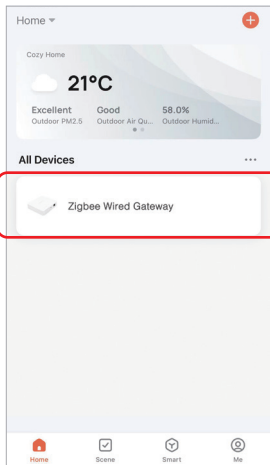 Home
Cozy Home
21°C
Excellent Good 58.0%
Outdoor PM2.5 Outdoor Air Qu... Outdoor Humid...
All Devices ...
Zigbee Wired Gateway
Home Scene Smart Me